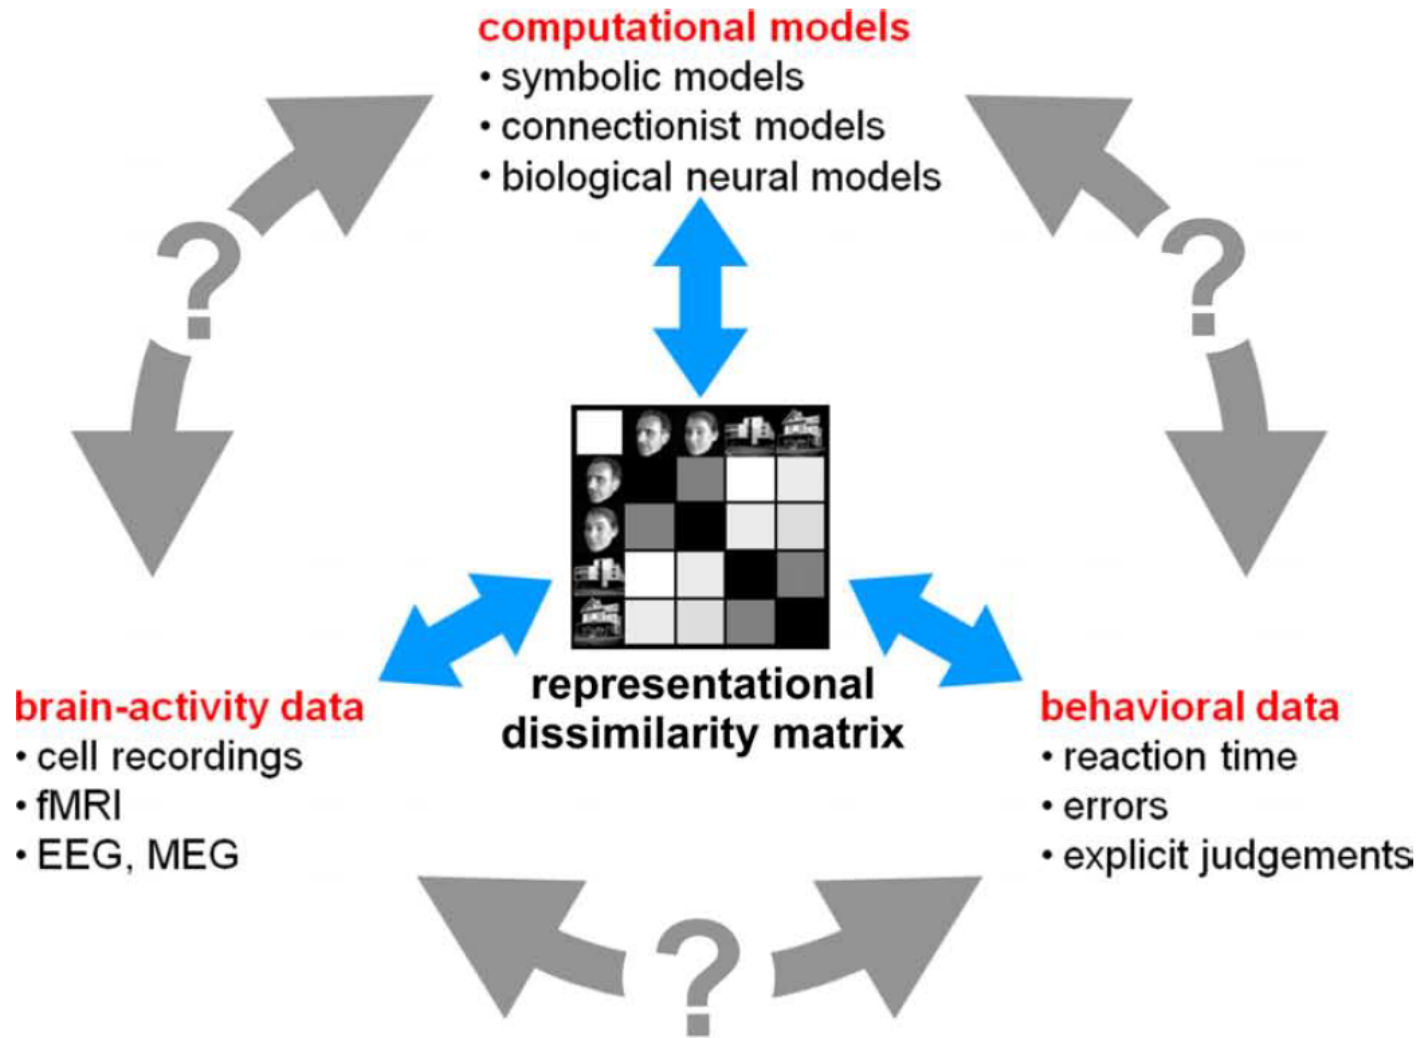 computational models
• symbolic models
• connectionist models
• biological neural models
?
?
representational
dissimilarity matrix
brain-activity data
• cell recordings
• fMRI
• EEG, MEG
behavioral data
• reaction time
• errors
• explicit judgements
?